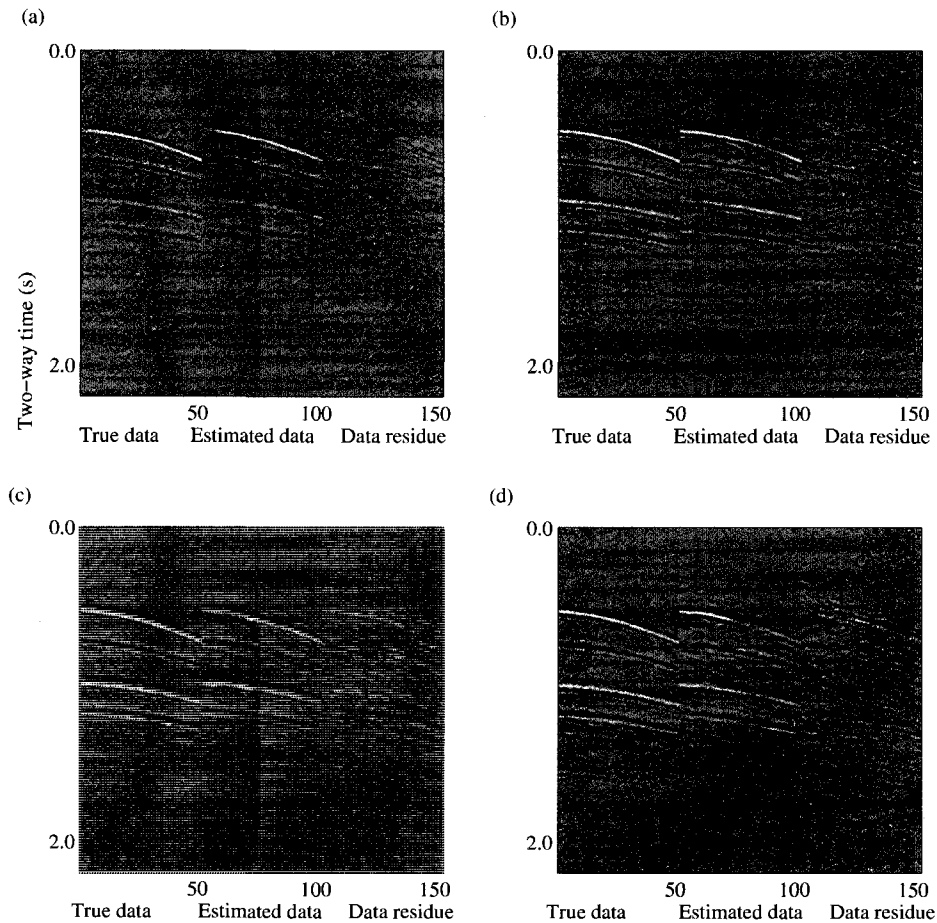 (a)
(b)
0.0
0.0
Two-way time (s)
2.0
2.0
50 100 150
50 100 150
True data Estimated data Data residue
True data Estimated data Data residue
(c)
(d)
0.0
0.0
2.0
2.0
50 100 150
50 100 150
True data Estimated data Data residue
True data Estimated data Data residue